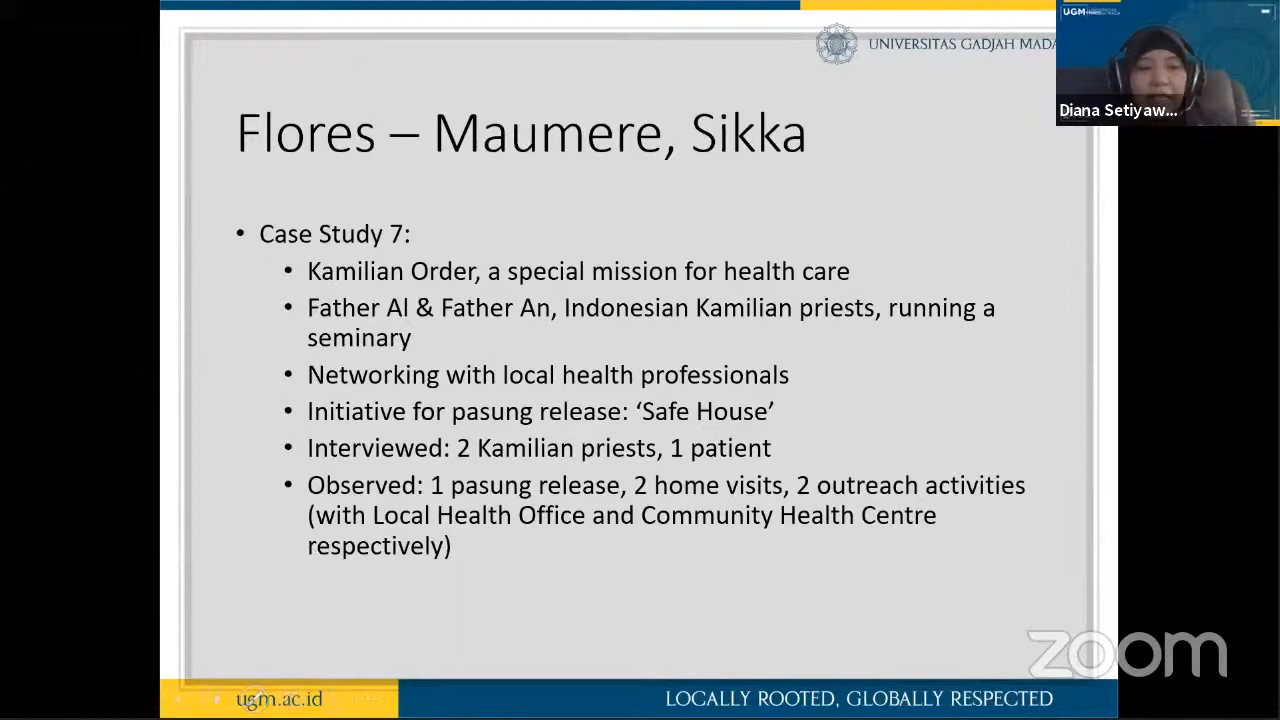 UNIVERSITAS GADJAH MADA
UGM
Diana Setiyaw...
Flores – Maumere, Sikka
• Case Study 7:
• Kamilian Order, a special mission for health care
• Father Al & Father An, Indonesian Kamilian priests, running a
seminary
• Networking with local health professionals
• Initiative for pasung release: ‘Safe House’
• Interviewed: 2 Kamilian priests, 1 patient
• Observed: 1 pasung release, 2 home visits, 2 outreach activities
(with Local Health Office and Community Health Centre
respectively)
zoom
ugm.ac.id
LOCALLY ROOTED, GLOBALLY RESPECTED